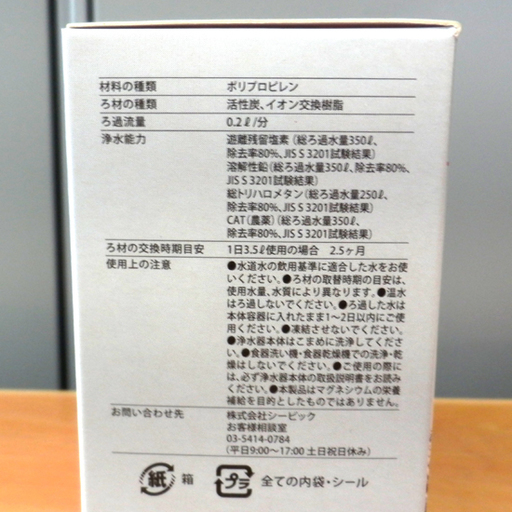 材料の種類 ポリプロピレン
ろ材の種類 活性炭、イオン交換樹脂
ろ過流量 0.2ℓ/分
浄水能力 遊離残留塩素（総ろ過水量350ℓ、
除去率80%、JIS S 3201試験結果）
溶解性鉛（総ろ過水量350ℓ、除去率80%、
JIS S 3201試験結果）
総トリハロメタン（総ろ過水量250ℓ、
除去率80%、JIS S 3201試験結果）
CAT（農薬）（総ろ過水量350ℓ、
除去率80%、JIS S 3201試験結果）
ろ材の交換時期目安 1日3.5ℓ使用の場合 2.5ヶ月
使用上の注意 ●水道水の飲用基準に適合した水をお使
いください。●ろ材の取替時期の目安は、
使用水量、水質により異なります。●温水
はろ過しないでください。●ろ過した水は
本体容器に入れたまま1〜2日以内にご使
用ください。●凍結させないでください。
●浄水器本体はこまめに洗浄してくださ
い。●食器洗い機・食器乾燥機での洗浄・乾
燥はしないでください。●ご使用の際に
は、必ず浄水器本体の取扱説明書をお読み
ください。●本製品はマグネシウムの栄養
補給を目的としたものではありません。
お問い合わせ先 株式会社シービック
お客様相談室
03-5414-0784
（平日9:00〜17:00 土日祝日休み）
紙 箱 プラ 全ての内袋・シール